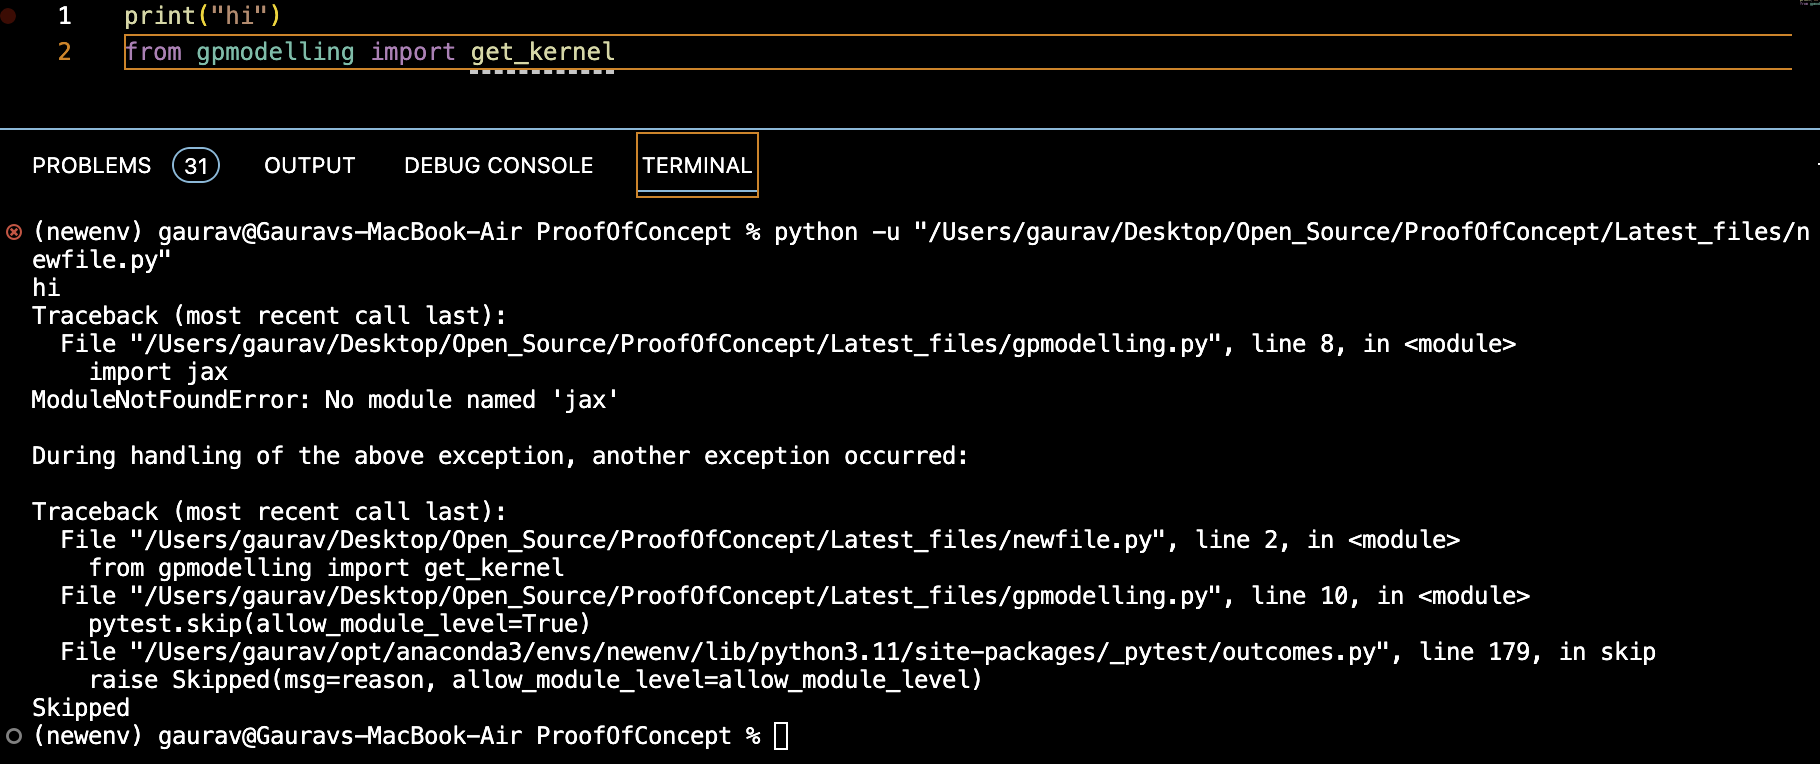 1 print("hi")
2 from gpmodelling import get_kernel
PROBLEMS 31 OUTPUT DEBUG CONSOLE TERMINAL
(newenv) gaurav@Gauravs-MacBook-Air ProofOfConcept % python -u "/Users/gaurav/Desktop/Open_Source/ProofOfConcept/Latest_files/n
ewfile.py"
hi
Traceback (most recent call last):
  File "/Users/gaurav/Desktop/Open_Source/ProofOfConcept/Latest_files/gpmodelling.py", line 8, in <module>
    import jax
ModuleNotFoundError: No module named 'jax'
During handling of the above exception, another exception occurred:
Traceback (most recent call last):
  File "/Users/gaurav/Desktop/Open_Source/ProofOfConcept/Latest_files/newfile.py", line 2, in <module>
    from gpmodelling import get_kernel
  File "/Users/gaurav/Desktop/Open_Source/ProofOfConcept/Latest_files/gpmodelling.py", line 10, in <module>
    pytest.skip(allow_module_level=True)
  File "/Users/gaurav/opt/anaconda3/envs/newenv/lib/python3.11/site-packages/_pytest/outcomes.py", line 179, in skip
    raise Skipped(msg=reason, allow_module_level=allow_module_level)
Skipped
(newenv) gaurav@Gauravs-MacBook-Air ProofOfConcept %